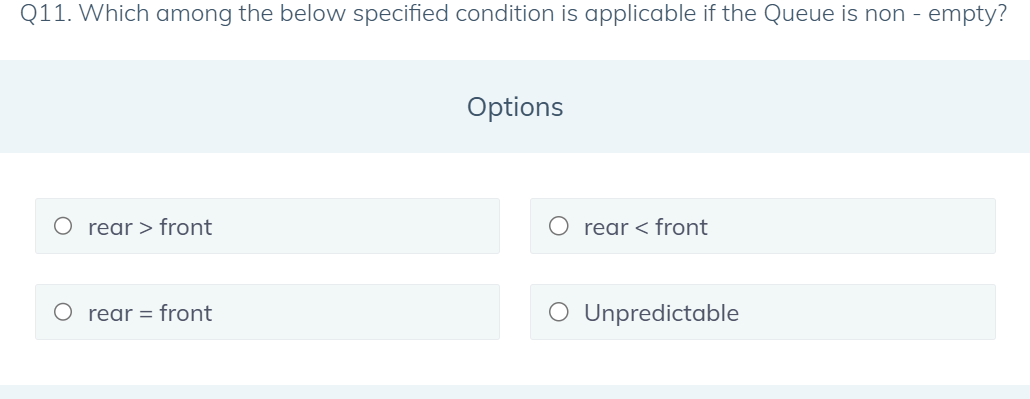 Q11. Which among the below specified condition is applicable if the Queue is non - empty?
Options
rear > front
rear < front
rear = front
Unpredictable